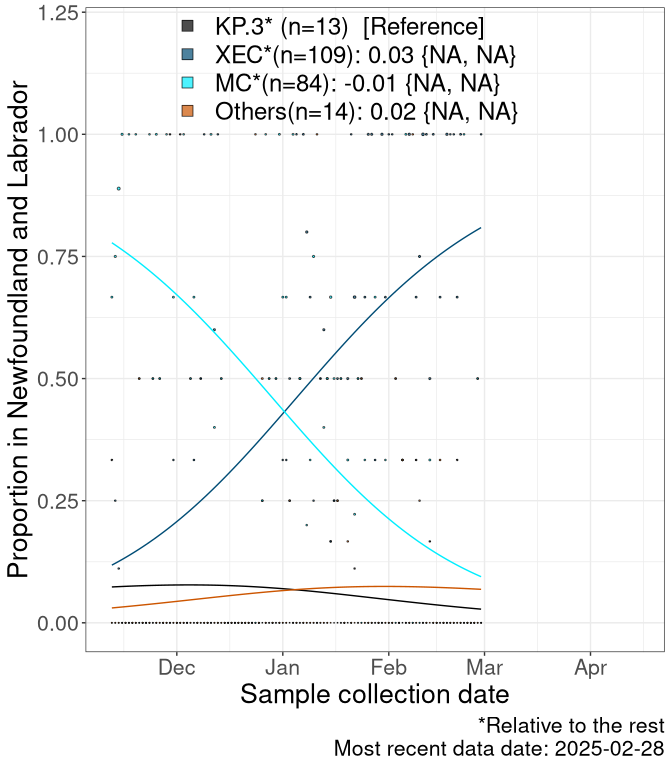 KP.3* (n=13) [Reference]
XEC*(n=109): 0.03 {NA, NA}
MC*(n=84): -0.01 {NA, NA}
Others(n=14): 0.02 {NA, NA}
Proportion in Newfoundland and Labrador
1.25
1.00
0.75
0.50
0.25
0.00
Dec Jan Feb Mar Apr
Sample collection date
*Relative to the rest
Most recent data date: 2025-02-28